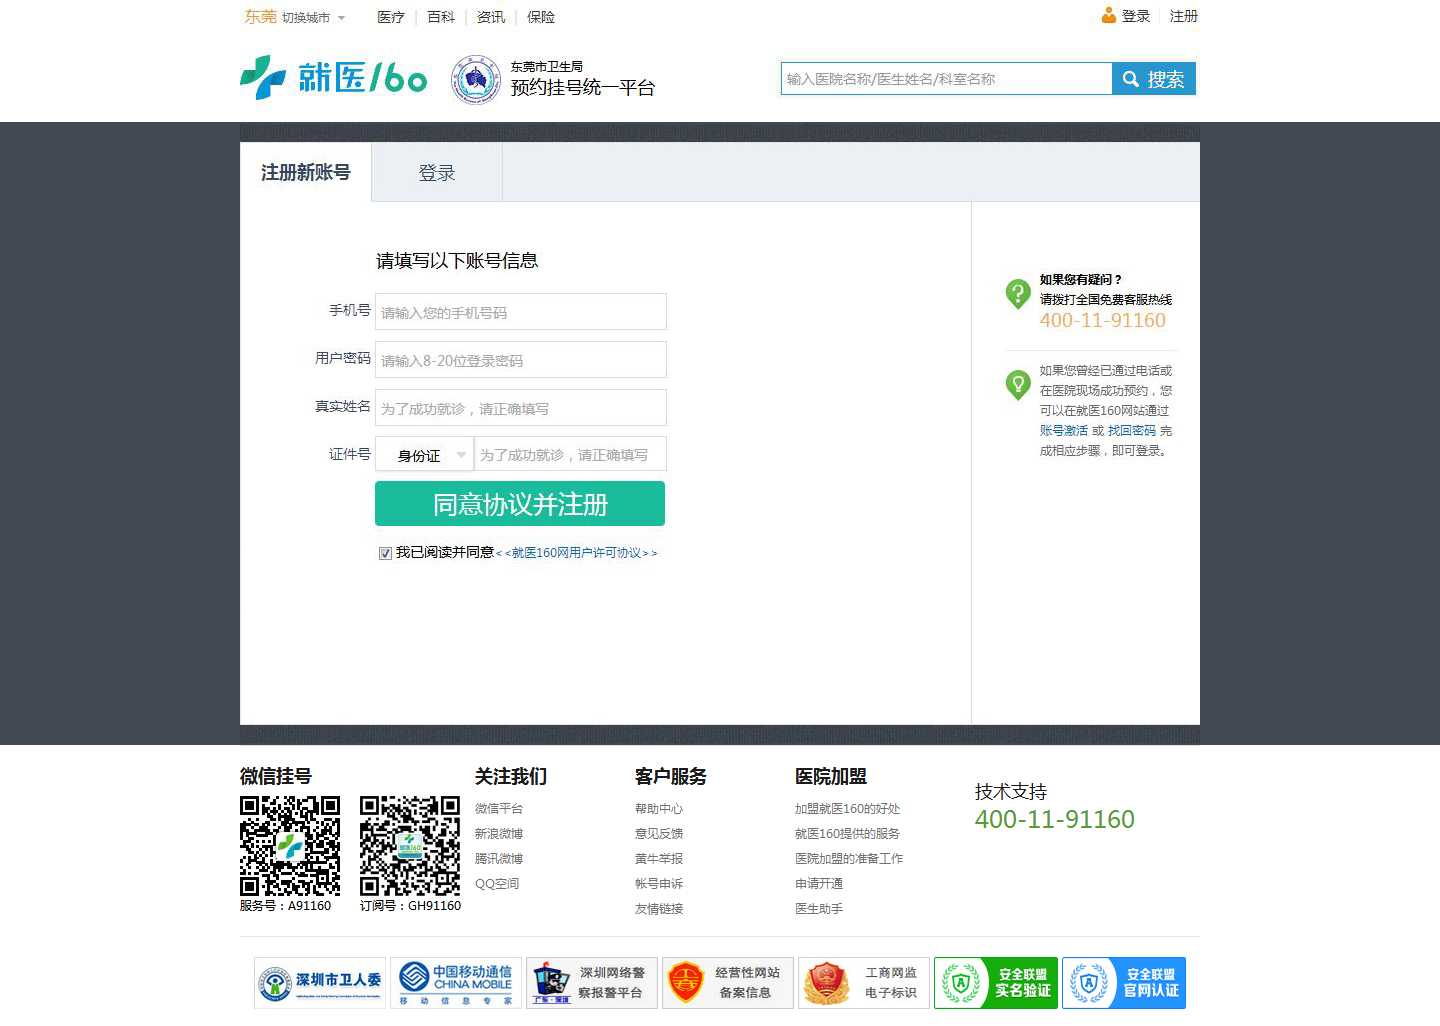 东莞 切换城市
医疗 百科 资讯 保险
登录 注册
就医160
东莞市卫生局
预约挂号统一平台
输入医院名称/医生姓名/科室名称
搜索
注册新账号
登录
请填写以下账号信息
手机号 请输入您的手机号码
用户密码 请输入8-20位登录密码
真实姓名 为了成功就诊，请正确填写
证件号 身份证 为了成功就诊，请正确填写
同意协议并注册
我已阅读并同意<<就医160网用户许可协议>>
如果您有疑问？
请拨打全国免费客服热线
400-11-91160
如果您曾经已通过电话或
在医院现场成功预约，您
可以在就医160网站通过
账号激活 或 找回密码 完
成相应步骤，即可登录。
微信挂号
服务号：A91160
订阅号：GH91160
关注我们
微信平台
新浪微博
腾讯微博
QQ空间
客户服务
帮助中心
意见反馈
黄牛举报
帐号申诉
友情链接
医院加盟
加盟就医160的好处
就医160提供的服务
医院加盟的准备工作
申请开通
医生助手
技术支持
400-11-91160
深圳市卫人委
中国移动通信
CHINA MOBILE
移动信息专家
深圳网络警
察报警平台
广东·深圳
经营性网站
备案信息
工商网监
电子标识
安全联盟
实名验证
安全联盟
官网认证